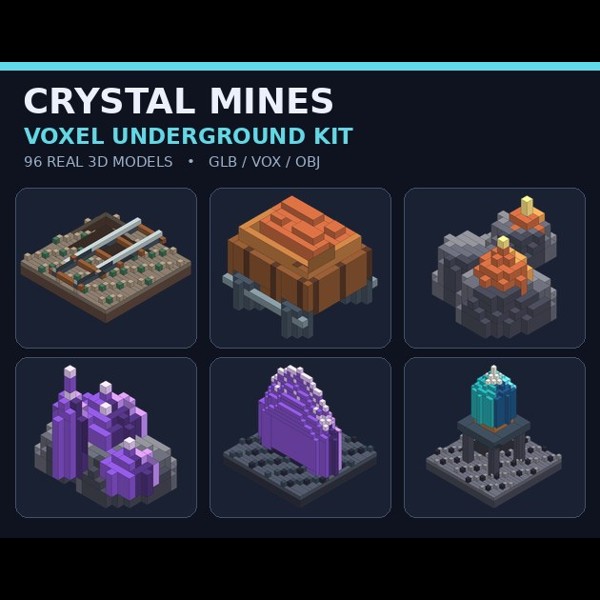 CRYSTAL MINES
VOXEL UNDERGROUND KIT
96 REAL 3D MODELS • GLB / VOX / OBJ